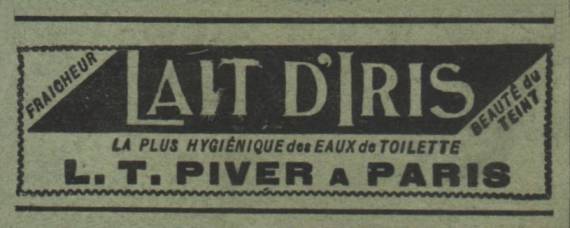 FRAICHEUR
LAIT D'IRIS
BEAUTÉ du
TEINT
LA PLUS HYGIÉNIQUE des EAUX de TOILETTE
L. T. PIVER A PARIS